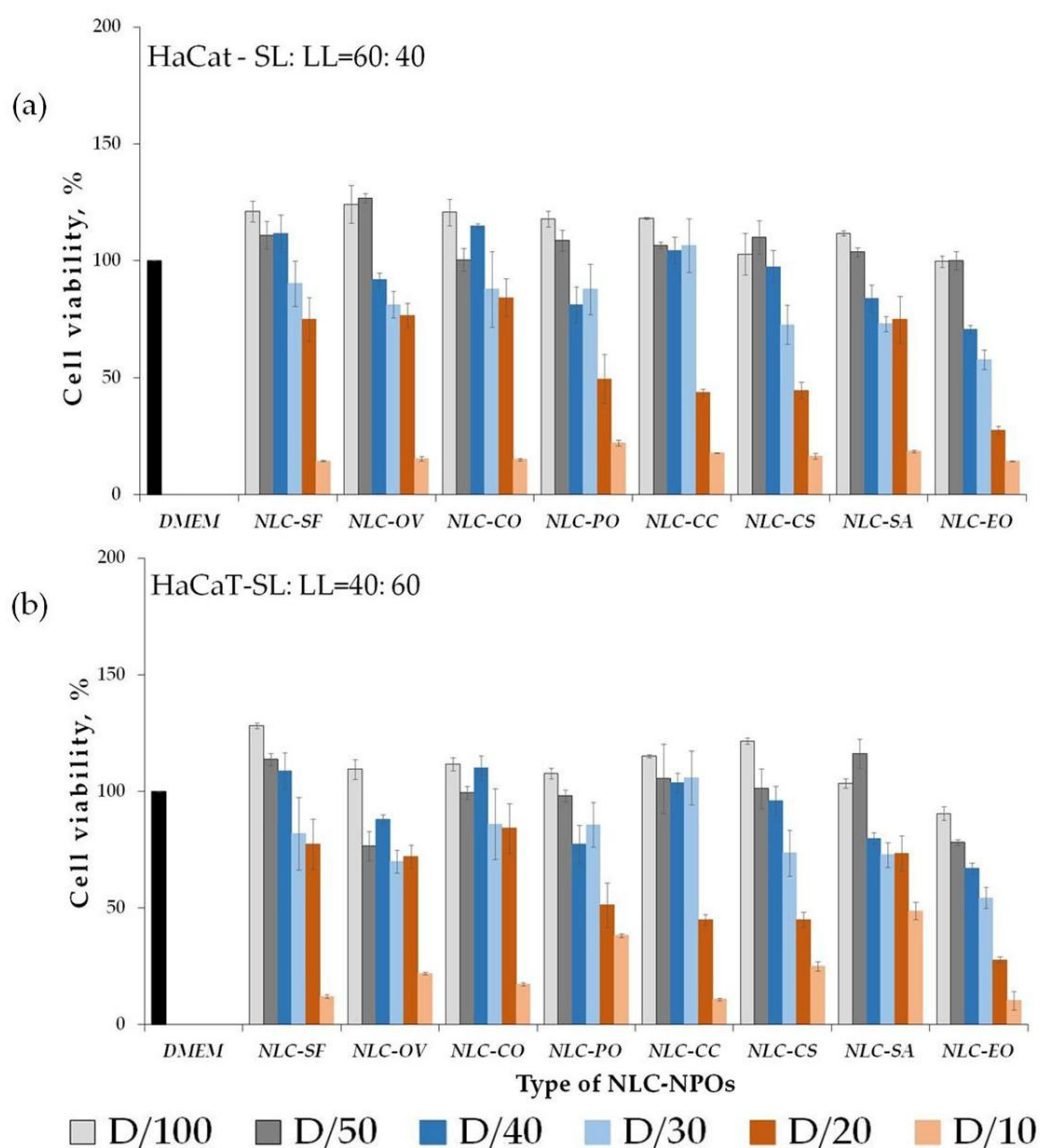 200
HaCat - SL: LL=60: 40
(a)
150
100
50
0
Cell viability, %
DMEM NLC-SF NLC-OV NLC-CO NLC-PO NLC-CC NLC-CS NLC-SA NLC-EO
200
HaCaT-SL: LL=40: 60
(b)
150
100
50
0
Cell viability, %
DMEM NLC-SF NLC-OV NLC-CO NLC-PO NLC-CC NLC-CS NLC-SA NLC-EO
Type of NLC-NPOs
D/100 D/50 D/40 D/30 D/20 D/10